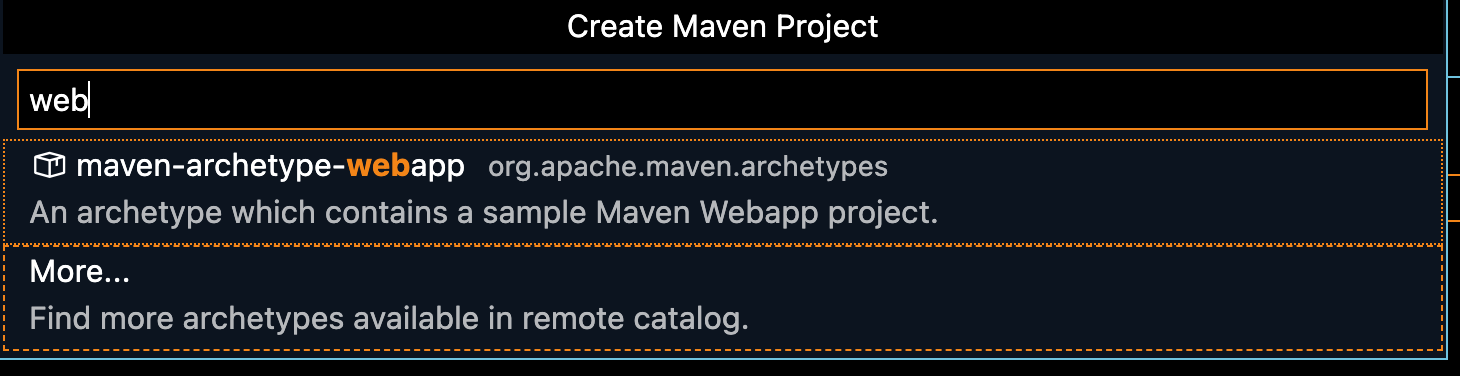 Create Maven Project
web
maven-archetype-webapp org.apache.maven.archetypes
An archetype which contains a sample Maven Webapp project.
More...
Find more archetypes available in remote catalog.